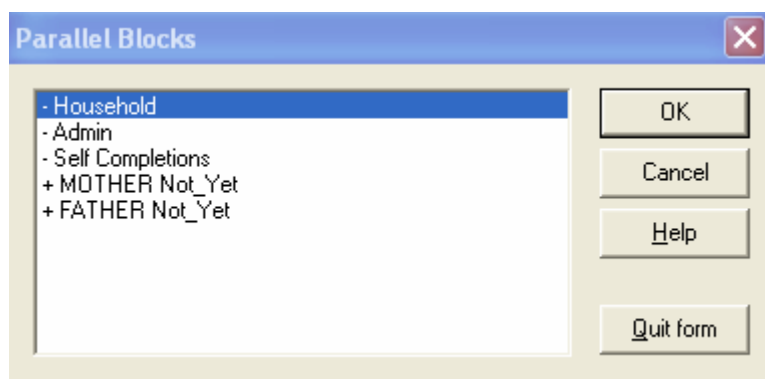 Parallel Blocks
- Household
- Admin
- Self Completions
+ MOTHER Not_Yet
+ FATHER Not_Yet
OK
Cancel
Help
Quit form